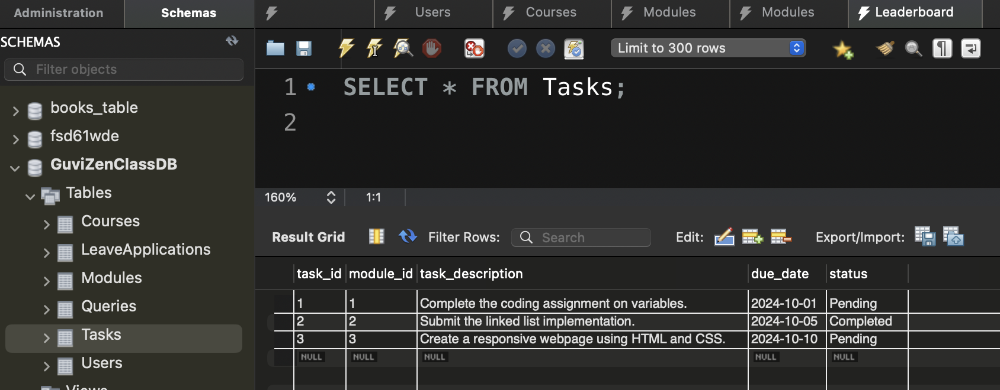 Administration Schemas
Users Courses Modules Modules Leaderboard
SCHEMAS
Filter objects
Limit to 300 rows
books_table
fsd61wde
GuviZenClassDB
Tables
Courses
LeaveApplications
Modules
Queries
Tasks
Users
Views
1 SELECT * FROM Tasks;
2
160% 1:1
Result Grid Filter Rows: Search Edit: Export/Import:
task_id module_id task_description due_date status
1 1 Complete the coding assignment on variables. 2024-10-01 Pending
2 2 Submit the linked list implementation. 2024-10-05 Completed
3 3 Create a responsive webpage using HTML and CSS. 2024-10-10 Pending
NULL NULL NULL NULL NULL